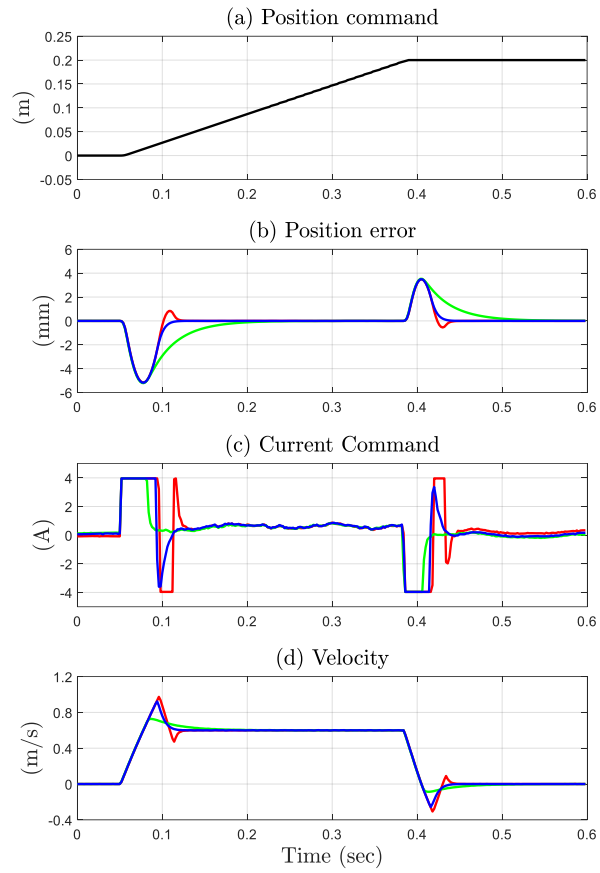 (a) Position command
0.25
0.2
0.15
0.1
0.05
0
-0.05
(m)
0 0.1 0.2 0.3 0.4 0.5 0.6
(b) Position error
6
4
2
0
-2
-4
-6
(mm)
0 0.1 0.2 0.3 0.4 0.5 0.6
(c) Current Command
4
2
0
-2
-4
(A)
0 0.1 0.2 0.3 0.4 0.5 0.6
(d) Velocity
1.2
0.8
0.4
0
-0.4
(m/s)
0 0.1 0.2 0.3 0.4 0.5 0.6
Time (sec)